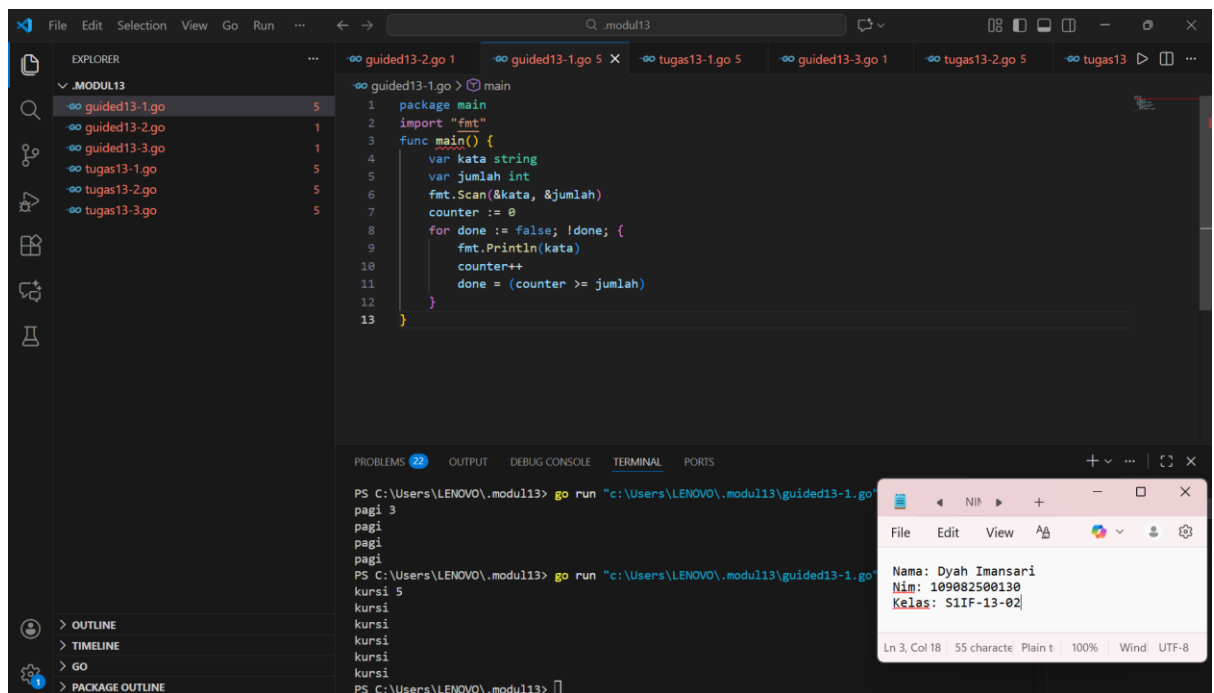 File Edit Selection View Go Run ...
.modul13
EXPLORER
guided13-2.go 1
guided13-1.go 5
tugas13-1.go 5
guided13-3.go 1
tugas13-2.go 5
tugas13
.MODUL13
guided13-1.go 5
guided13-2.go 1
guided13-3.go 1
tugas13-1.go 5
tugas13-2.go 5
tugas13-3.go 5
guided13-1.go > main
1 package main
2 import "fmt"
3 func main() {
4 var kata string
5 var jumlah int
6 fmt.Scan(&kata, &jumlah)
7 counter := 0
8 for done := false; !done; {
9 fmt.Println(kata)
10 counter++
11 done = (counter >= jumlah)
12 }
13 }
PROBLEMS 22 OUTPUT DEBUG CONSOLE TERMINAL PORTS
PS C:\Users\LENOVO\.modul13> go run "c:\Users\LENOVO\.modul13\guided13-1.go"
pagi 3
pagi
pagi
pagi
PS C:\Users\LENOVO\.modul13> go run "c:\Users\LENOVO\.modul13\guided13-1.go"
kursi 5
kursi
kursi
kursi
kursi
kursi
PS C:\Users\LENOVO\.modul13>
OUTLINE
TIMELINE
GO
PACKAGE OUTLINE
1
File Edit View
Nama: Dyah Imansari
Nim: 109082500130
Kelas: S1IF-13-02
Ln 3, Col 18 55 characte Plain t 100% Wind UTF-8